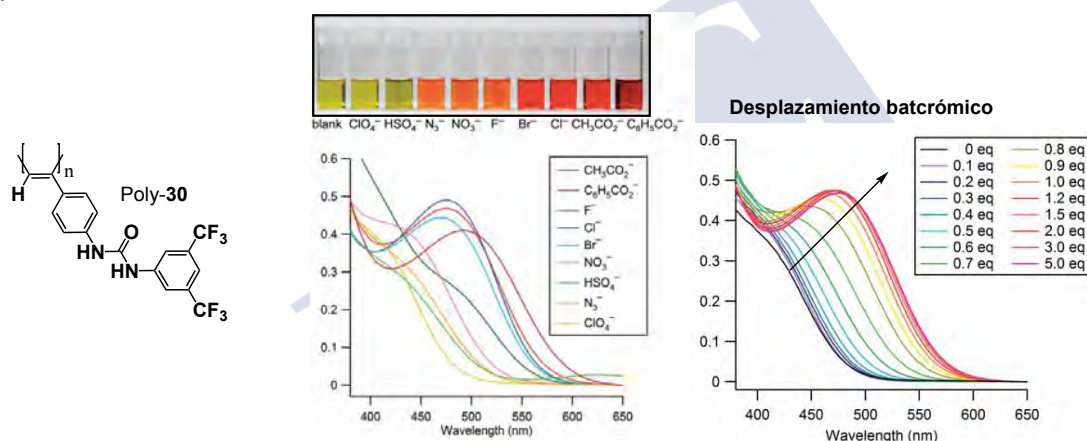 blank ClO₄⁻ HSO₄⁻ N₃⁻ NO₃⁻ F⁻ Br⁻ Cl⁻ CH₃CO₂⁻ C₆H₅CO₂⁻
Desplazamiento batcrómico
n
H
Poly-30
O
NH
NH
CF₃
CF₃
0.6
0.5
0.4
0.3
0.2
0.1
0
CH₃CO₂⁻
C₆H₅CO₂⁻
F⁻
Cl⁻
Br⁻
NO₃⁻
HSO₄⁻
N₃⁻
ClO₄⁻
400 450 500 550 600 650
Wavelength (nm)
0.6
0.5
0.4
0.3
0.2
0.1
0
0 eq 0.8 eq
0.1 eq 0.9 eq
0.2 eq 1.0 eq
0.3 eq 1.2 eq
0.4 eq 1.5 eq
0.5 eq 2.0 eq
0.6 eq 3.0 eq
0.7 eq 5.0 eq
400 450 500 550 600 650
Wavelength (nm)